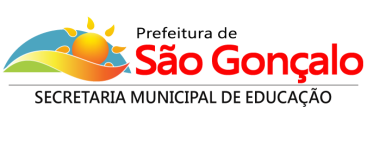 Prefeitura de
São Gonçalo
SECRETARIA MUNICIPAL DE EDUCAÇÃO